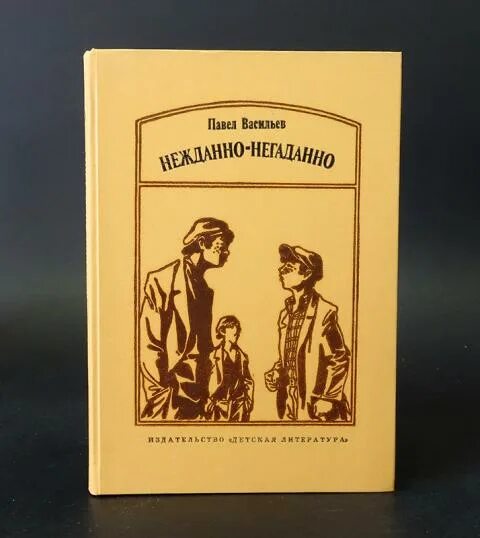 Павел Васильев
НЕЖДАННО-НЕГАДАННО
ИЗДАТЕЛЬСТВО «ДЕТСКАЯ ЛИТЕРАТУРА»